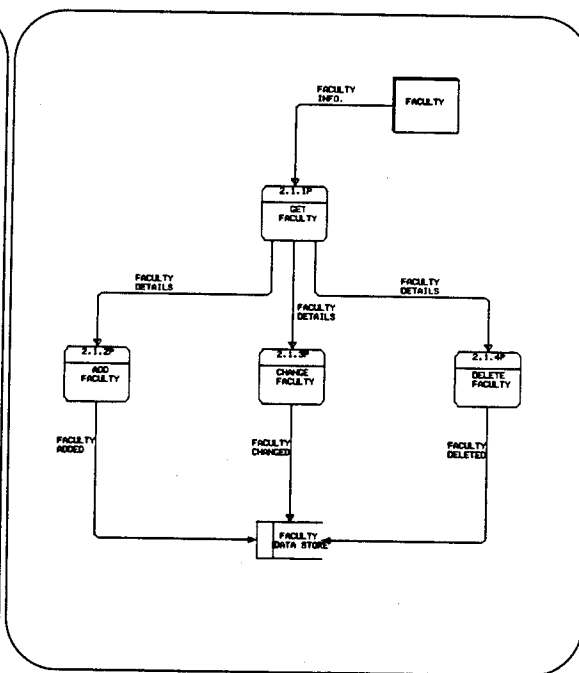 FACULTY
INFO.
FACULTY
2.1.1P
GET
FACULTY
FACULTY
DETAILS
FACULTY
DETAILS
FACULTY
DETAILS
2.1.2P
ADD
FACULTY
2.1.3P
CHANGE
FACULTY
2.1.4P
DELETE
FACULTY
FACULTY
ADDED
FACULTY
CHANGED
FACULTY
DELETED
FACULTY
DATA STORE